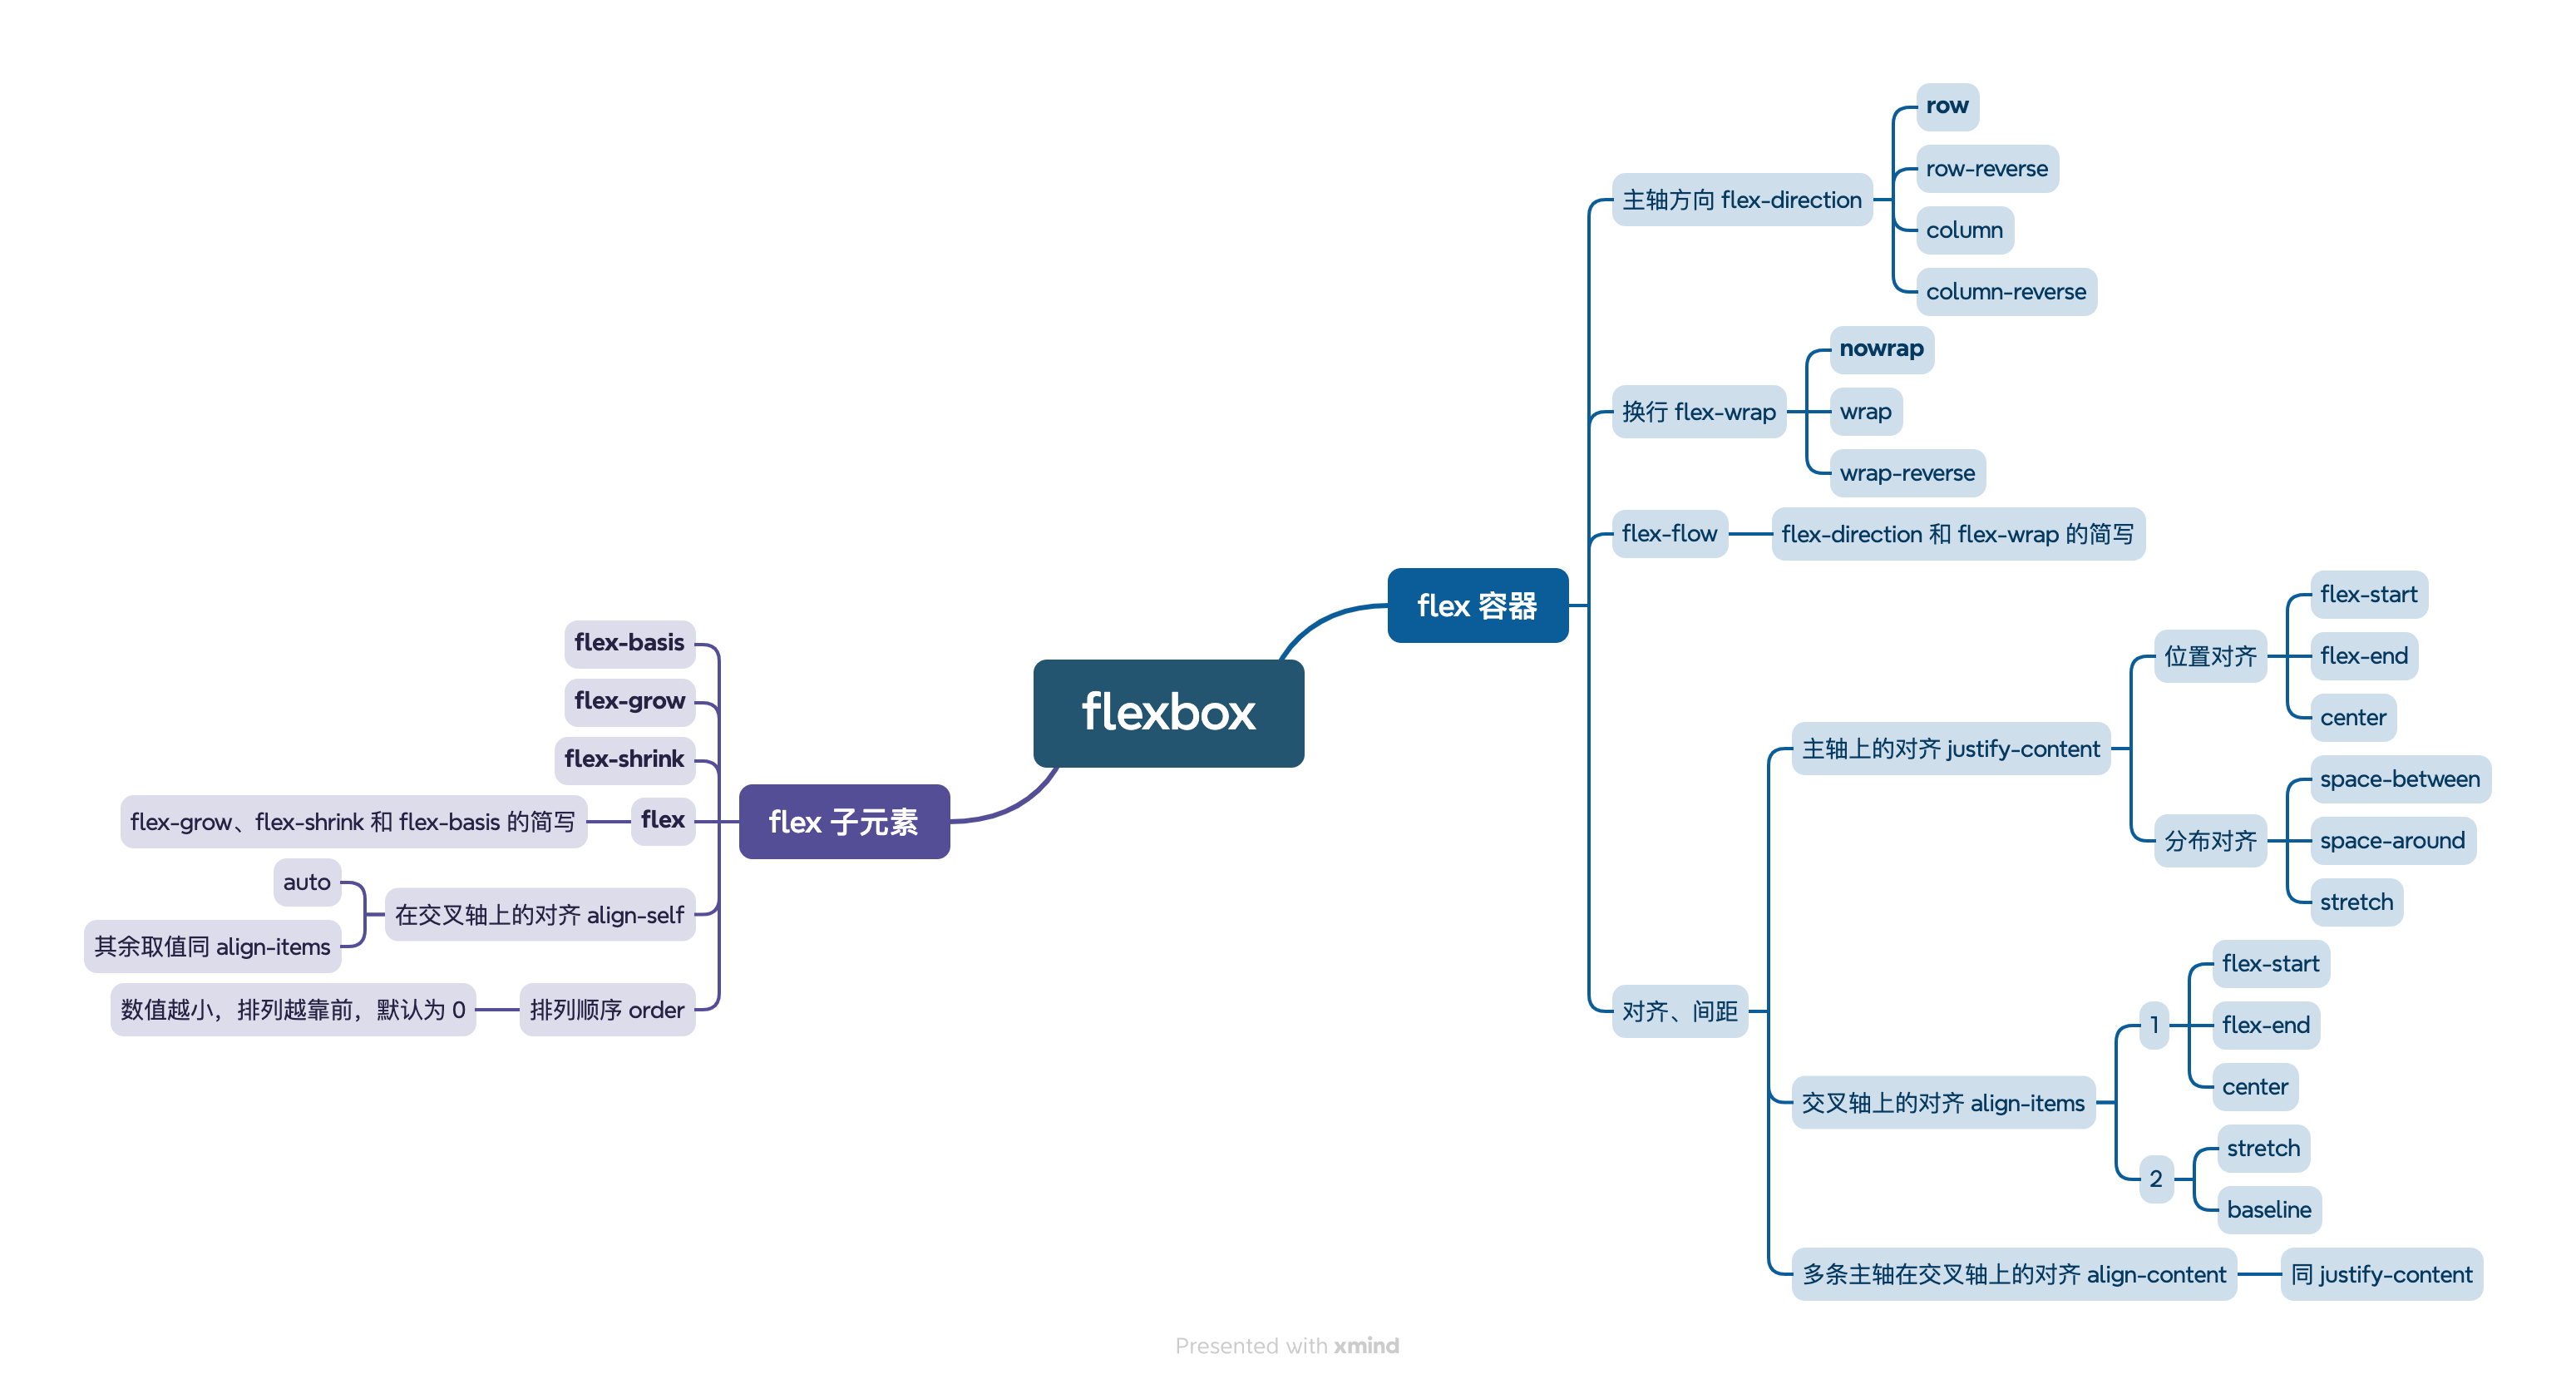 flexbox
flex 容器
主轴方向 flex-direction
row
row-reverse
column
column-reverse
换行 flex-wrap
nowrap
wrap
wrap-reverse
flex-flow
flex-direction 和 flex-wrap 的简写
对齐、间距
主轴上的对齐 justify-content
位置对齐
flex-start
flex-end
center
分布对齐
space-between
space-around
stretch
交叉轴上的对齐 align-items
1
flex-start
flex-end
center
2
stretch
baseline
多条主轴在交叉轴上的对齐 align-content
同 justify-content
flex 子元素
flex-basis
flex-grow
flex-shrink
flex
flex-grow、flex-shrink 和 flex-basis 的简写
在交叉轴上的对齐 align-self
auto
其余取值同 align-items
排列顺序 order
数值越小，排列越靠前，默认为 0
Presented with xmind